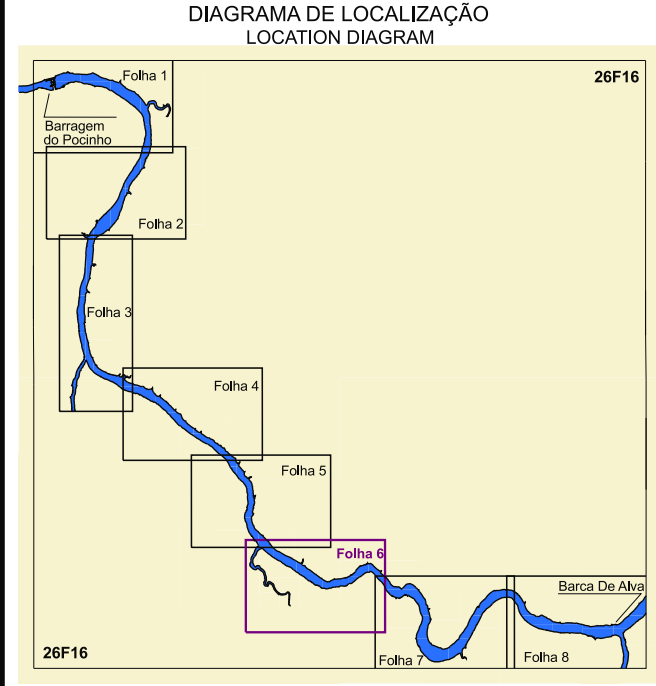 DIAGRAMA DE LOCALIZAÇÃO
LOCATION DIAGRAM
26F16
Folha 1
Barragem
do Pocinho
Folha 2
Folha 3
Folha 4
Folha 5
Folha 6
Barca De Alva
Folha 7
Folha 8
26F16